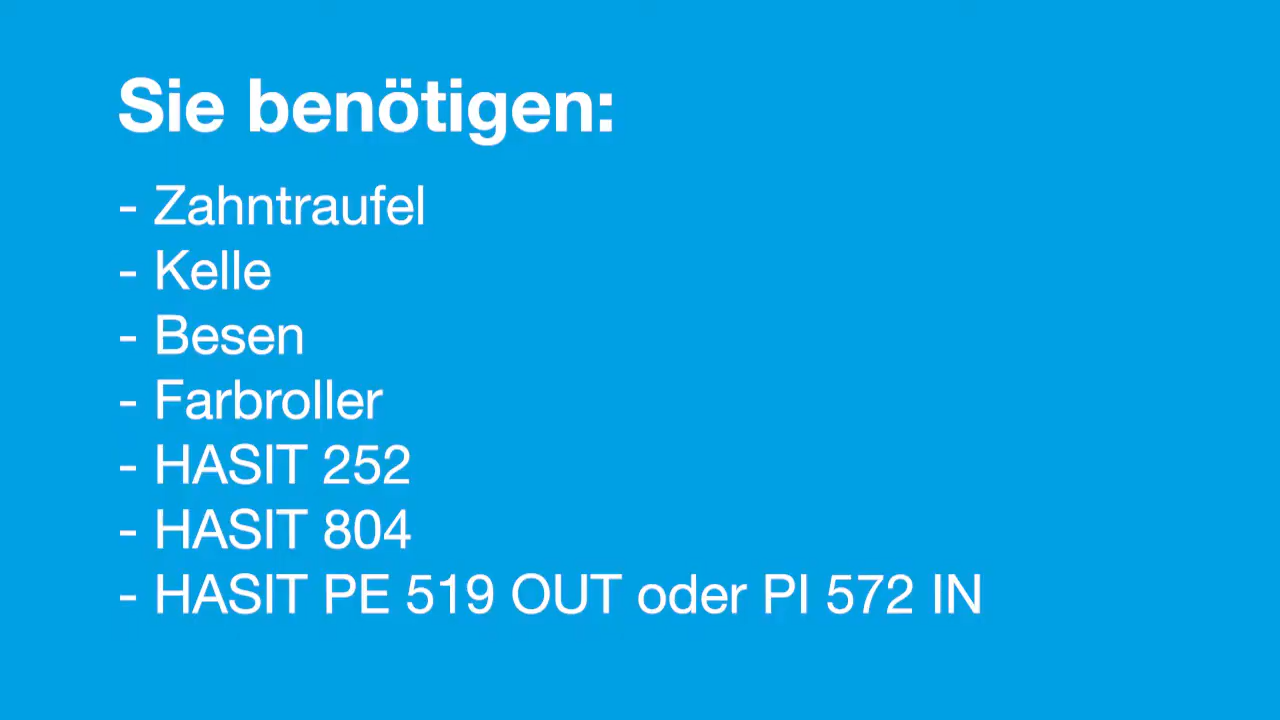 Sie benötigen:
- Zahntraufel
- Kelle
- Besen
- Farbroller
- HASIT 252
- HASIT 804
- HASIT PE 519 OUT oder PI 572 IN